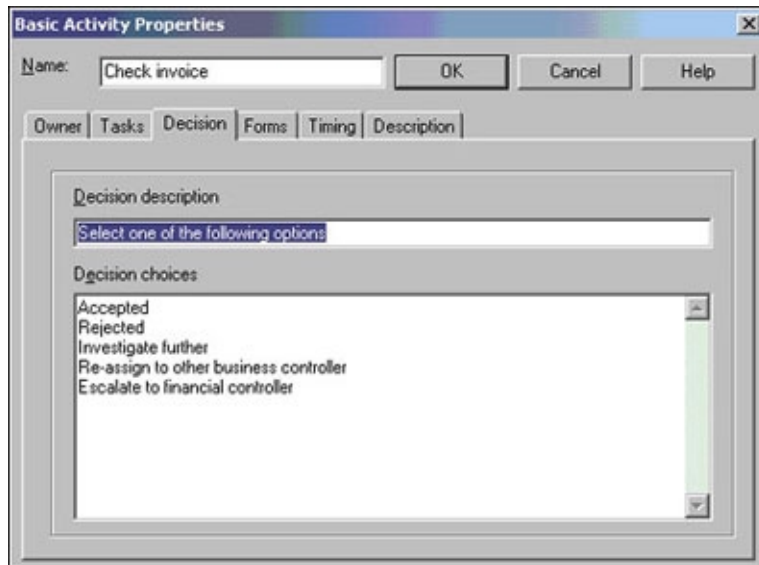 Basic Activity Properties
Name: Check invoice OK Cancel Help
Owner Tasks Decision Forms Timing Description
Decision description
Select one of the following options
Decision choices
Accepted
Rejected
Investigate further
Re-assign to other business controller
Escalate to financial controller